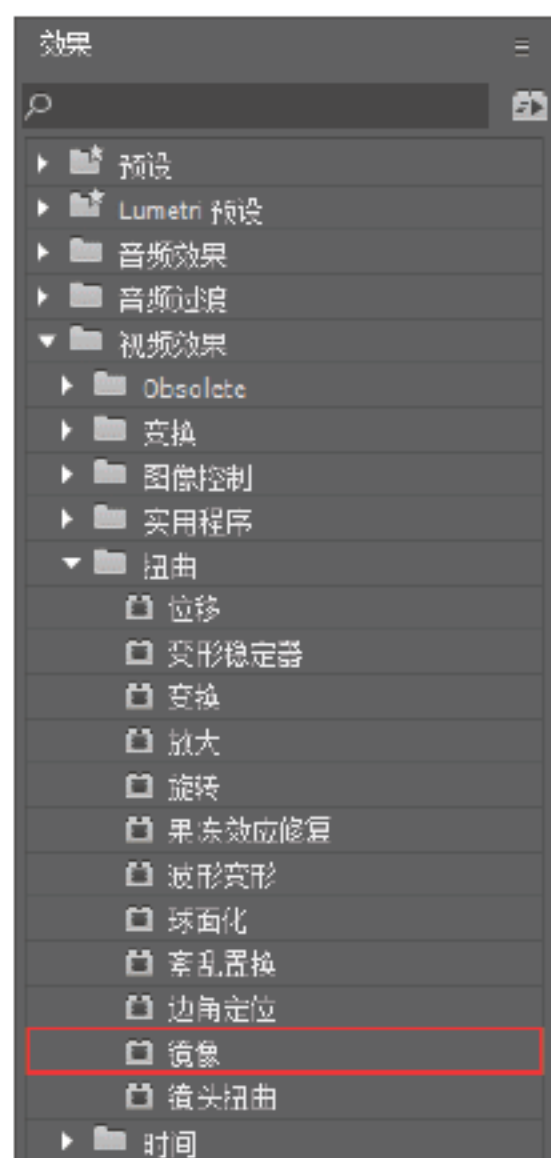 效果
预设
Lumetri 预设
音频效果
音频过渡
视频效果
Obsolete
变换
图像控制
实用程序
扭曲
位移
变形稳定器
变换
放大
旋转
果冻效应修复
波形变形
球面化
紊乱置换
边角定位
镜像
镜头扭曲
时间